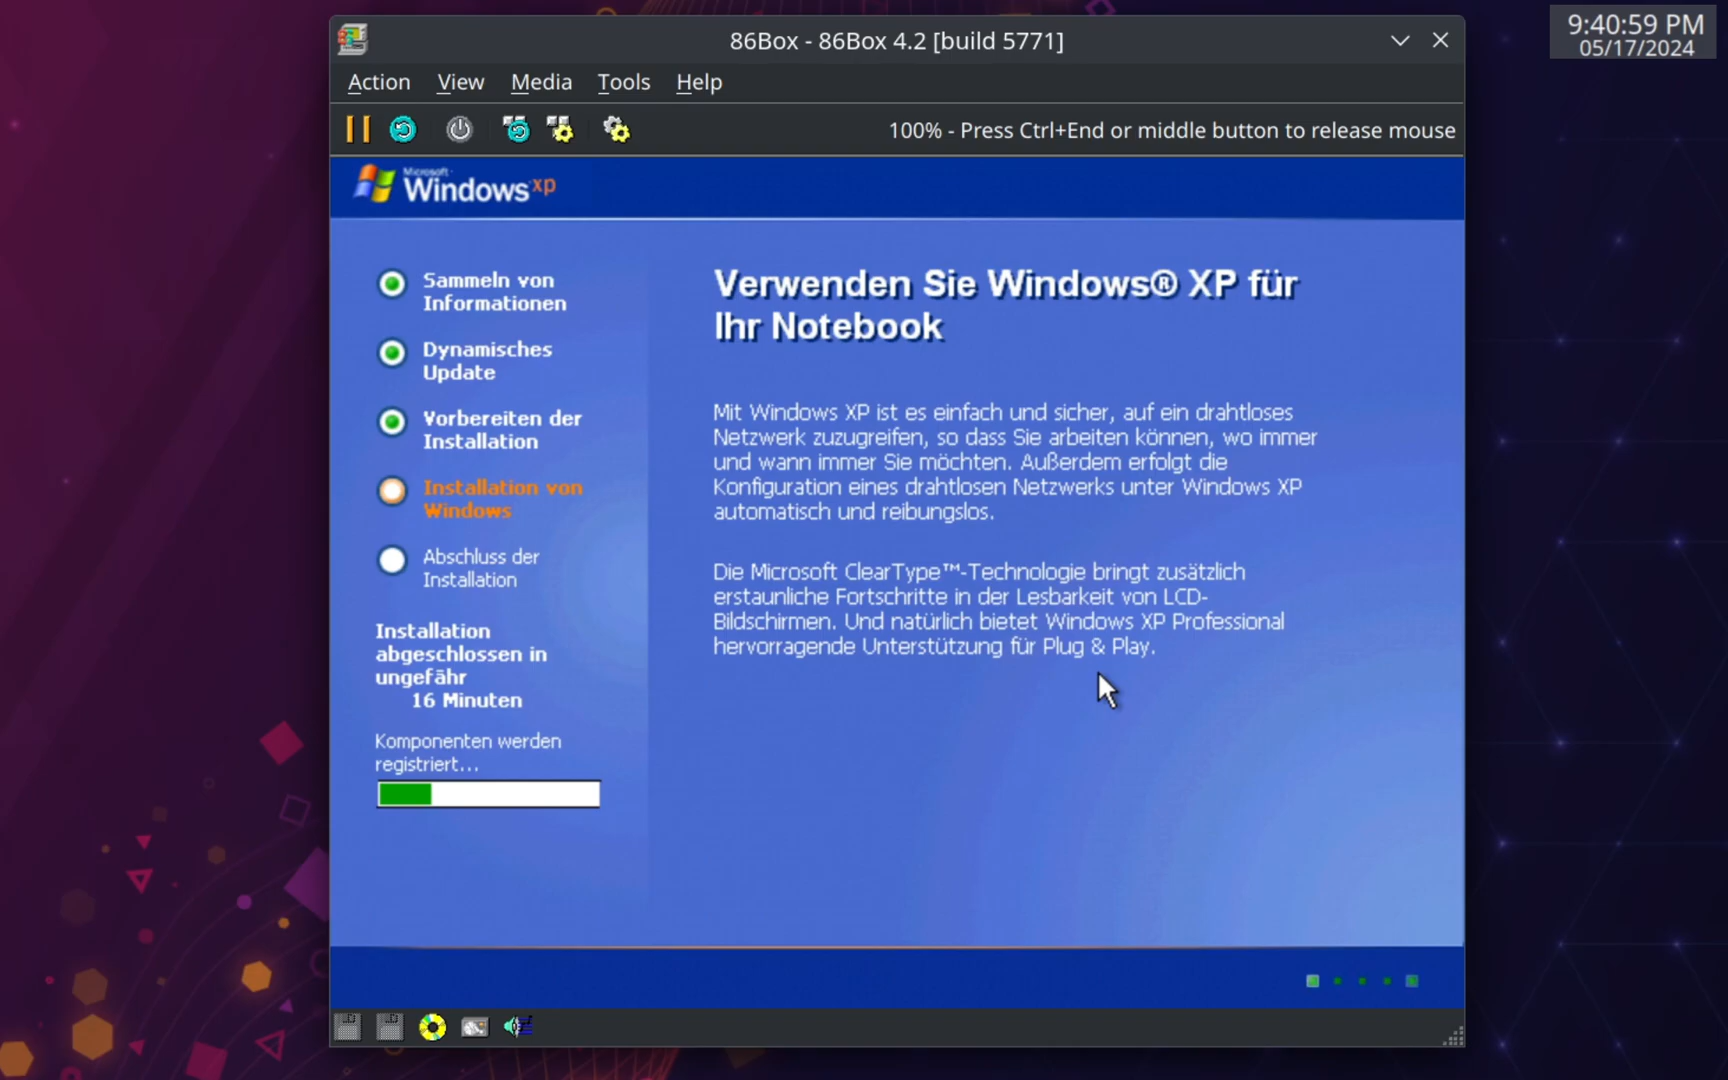 86Box - 86Box 4.2 [build 5771]
9:40:59 PM
05/17/2024
Action View Media Tools Help
100% - Press Ctrl+End or middle button to release mouse
Microsoft
Windows xp
Sammeln von
Informationen
Dynamisches
Update
Vorbereiten der
Installation
Installation von
Windows
Abschluss der
Installation
Installation
abgeschlossen in
ungefähr
16 Minuten
Komponenten werden
registriert...
Verwenden Sie Windows® XP für
Ihr Notebook
Mit Windows XP ist es einfach und sicher, auf ein drahtloses
Netzwerk zuzugreifen, so dass Sie arbeiten können, wo immer
und wann immer Sie möchten. Außerdem erfolgt die
Konfiguration eines drahtlosen Netzwerks unter Windows XP
automatisch und reibungslos.
Die Microsoft ClearType™-Technologie bringt zusätzlich
erstaunliche Fortschritte in der Lesbarkeit von LCD-
Bildschirmen. Und natürlich bietet Windows XP Professional
hervorragende Unterstützung für Plug & Play.